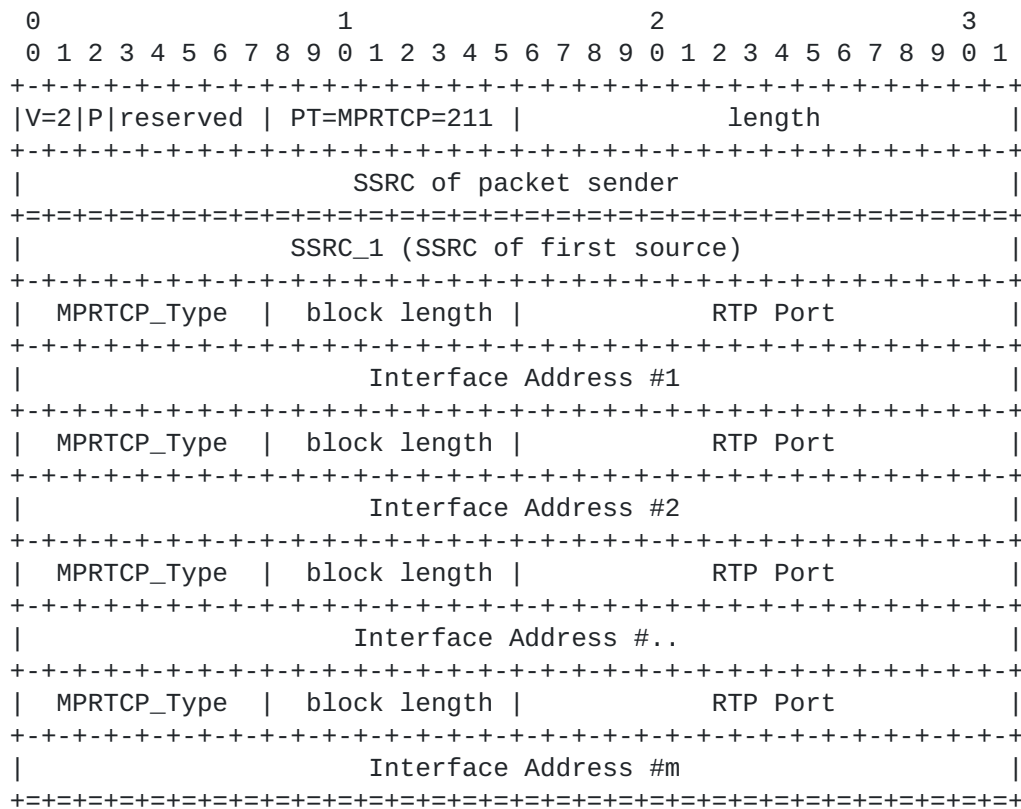 0                   1                   2                   3
 0 1 2 3 4 5 6 7 8 9 0 1 2 3 4 5 6 7 8 9 0 1 2 3 4 5 6 7 8 9 0 1
+-+-+-+-+-+-+-+-+-+-+-+-+-+-+-+-+-+-+-+-+-+-+-+-+-+-+-+-+-+-+-+-+
|V=2|P|reserved | PT=MPRTCP=211 |             length            |
+-+-+-+-+-+-+-+-+-+-+-+-+-+-+-+-+-+-+-+-+-+-+-+-+-+-+-+-+-+-+-+-+
|                     SSRC of packet sender                     |
+=+=+=+=+=+=+=+=+=+=+=+=+=+=+=+=+=+=+=+=+=+=+=+=+=+=+=+=+=+=+=+=+
|                 SSRC_1 (SSRC of first source)                 |
+-+-+-+-+-+-+-+-+-+-+-+-+-+-+-+-+-+-+-+-+-+-+-+-+-+-+-+-+-+-+-+-+
|  MPRTCP_Type  |  block length |            RTP Port           |
+-+-+-+-+-+-+-+-+-+-+-+-+-+-+-+-+-+-+-+-+-+-+-+-+-+-+-+-+-+-+-+-+
|                      Interface Address #1                     |
+-+-+-+-+-+-+-+-+-+-+-+-+-+-+-+-+-+-+-+-+-+-+-+-+-+-+-+-+-+-+-+-+
|  MPRTCP_Type  |  block length |            RTP Port           |
+-+-+-+-+-+-+-+-+-+-+-+-+-+-+-+-+-+-+-+-+-+-+-+-+-+-+-+-+-+-+-+-+
|                      Interface Address #2                     |
+-+-+-+-+-+-+-+-+-+-+-+-+-+-+-+-+-+-+-+-+-+-+-+-+-+-+-+-+-+-+-+-+
|  MPRTCP_Type  |  block length |            RTP Port           |
+-+-+-+-+-+-+-+-+-+-+-+-+-+-+-+-+-+-+-+-+-+-+-+-+-+-+-+-+-+-+-+-+
|                     Interface Address #..                     |
+-+-+-+-+-+-+-+-+-+-+-+-+-+-+-+-+-+-+-+-+-+-+-+-+-+-+-+-+-+-+-+-+
|  MPRTCP_Type  |  block length |            RTP Port           |
+-+-+-+-+-+-+-+-+-+-+-+-+-+-+-+-+-+-+-+-+-+-+-+-+-+-+-+-+-+-+-+-+
|                      Interface Address #m                     |
+=+=+=+=+=+=+=+=+=+=+=+=+=+=+=+=+=+=+=+=+=+=+=+=+=+=+=+=+=+=+=+=+